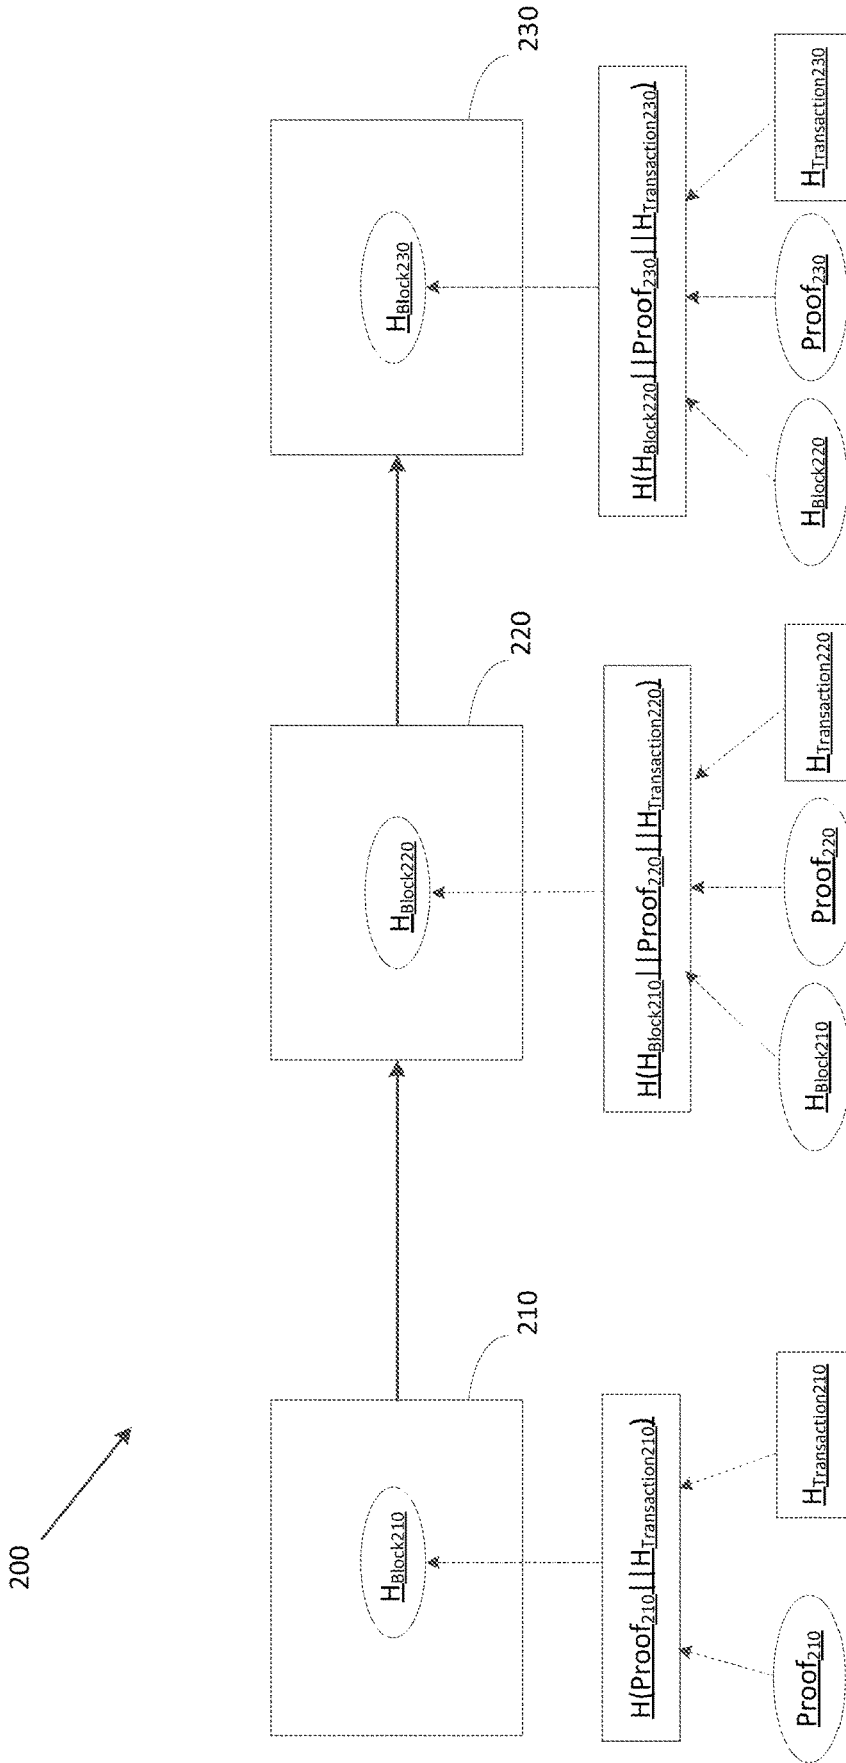 200
210
220
230
H_Block210
H_Block220
H_Block230
H(Proof_210||H_Transaction210)
H(H_Block210||Proof_220||H_Transaction220)
H(H_Block220||Proof_230||H_Transaction230)
Proof_210
H_Transaction210
H_Block210
Proof_220
H_Transaction220
H_Block220
Proof_230
H_Transaction230